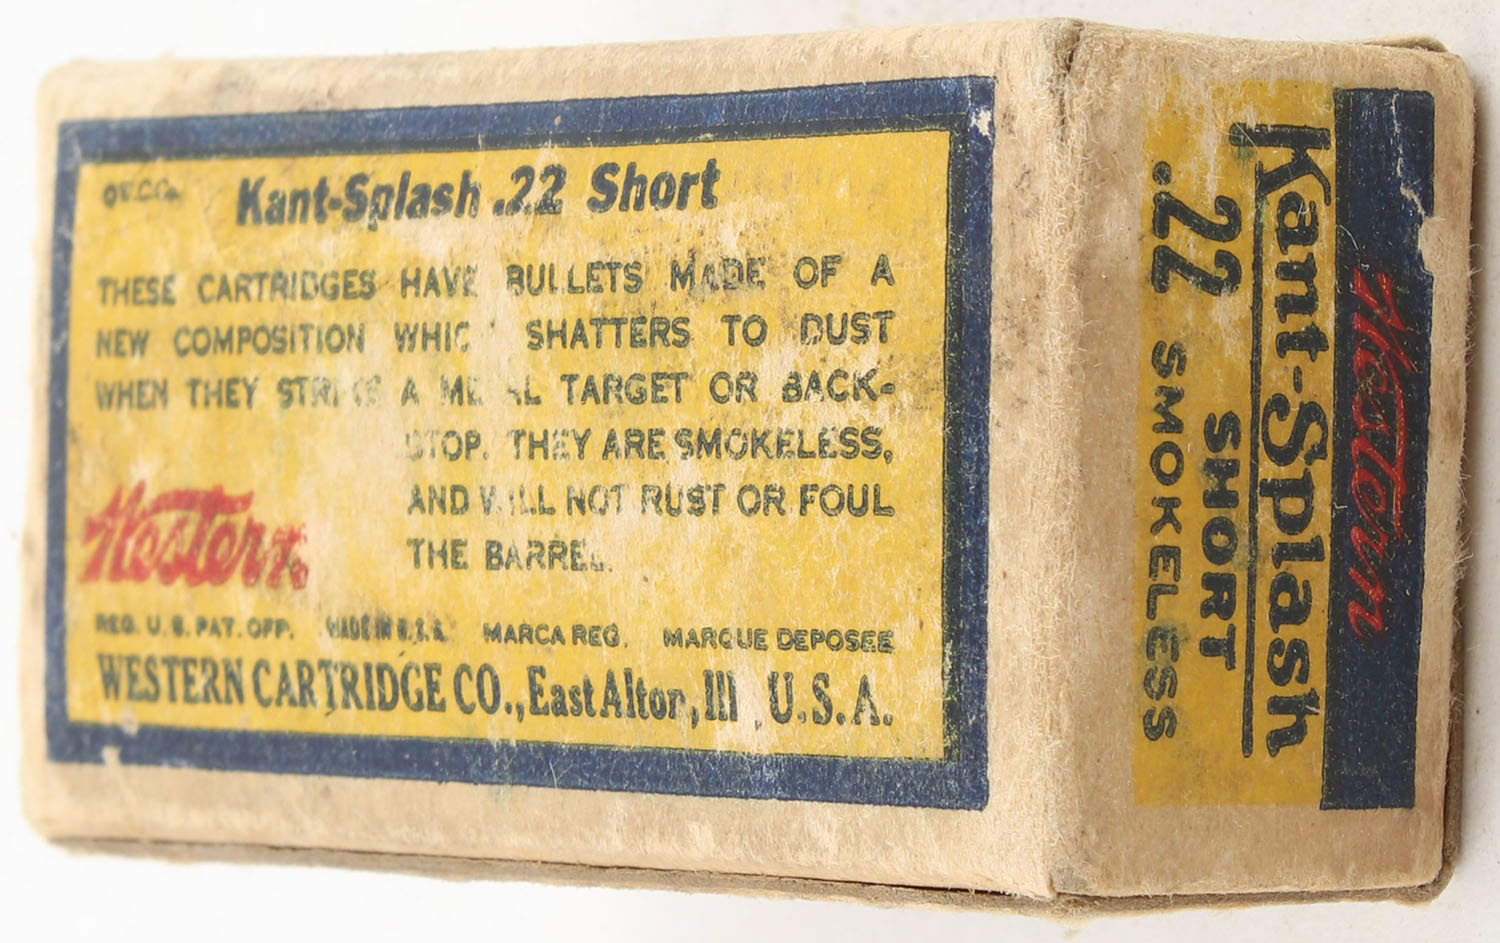 Kant-Splash .22 Short
THESE CARTRIDGES HAVE BULLETS MADE OF A
NEW COMPOSITION WHICH SHATTERS TO DUST
WHEN THEY STRIKE A METAL TARGET OR BACK-
STOP. THEY ARE SMOKELESS,
AND WILL NOT RUST OR FOUL
THE BARREL.
Western
REG. U.S. PAT. OFF. MADE IN U.S.A. MARCA REG. MARQUE DEPOSEE
WESTERN CARTRIDGE CO., East Alton, Ill., U.S.A.
Western
Kant-Splash
.22 SHORT
SMOKELESS